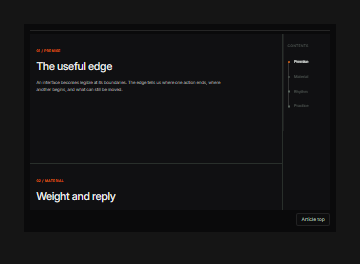 01 / PREMISE
The useful edge
An interface becomes legible at its boundaries. The edge tells us where one action ends, where
another begins, and what can still be moved.
02 / MATERIAL
Weight and reply
CONTENTS
Premise
Material
Position
Article top